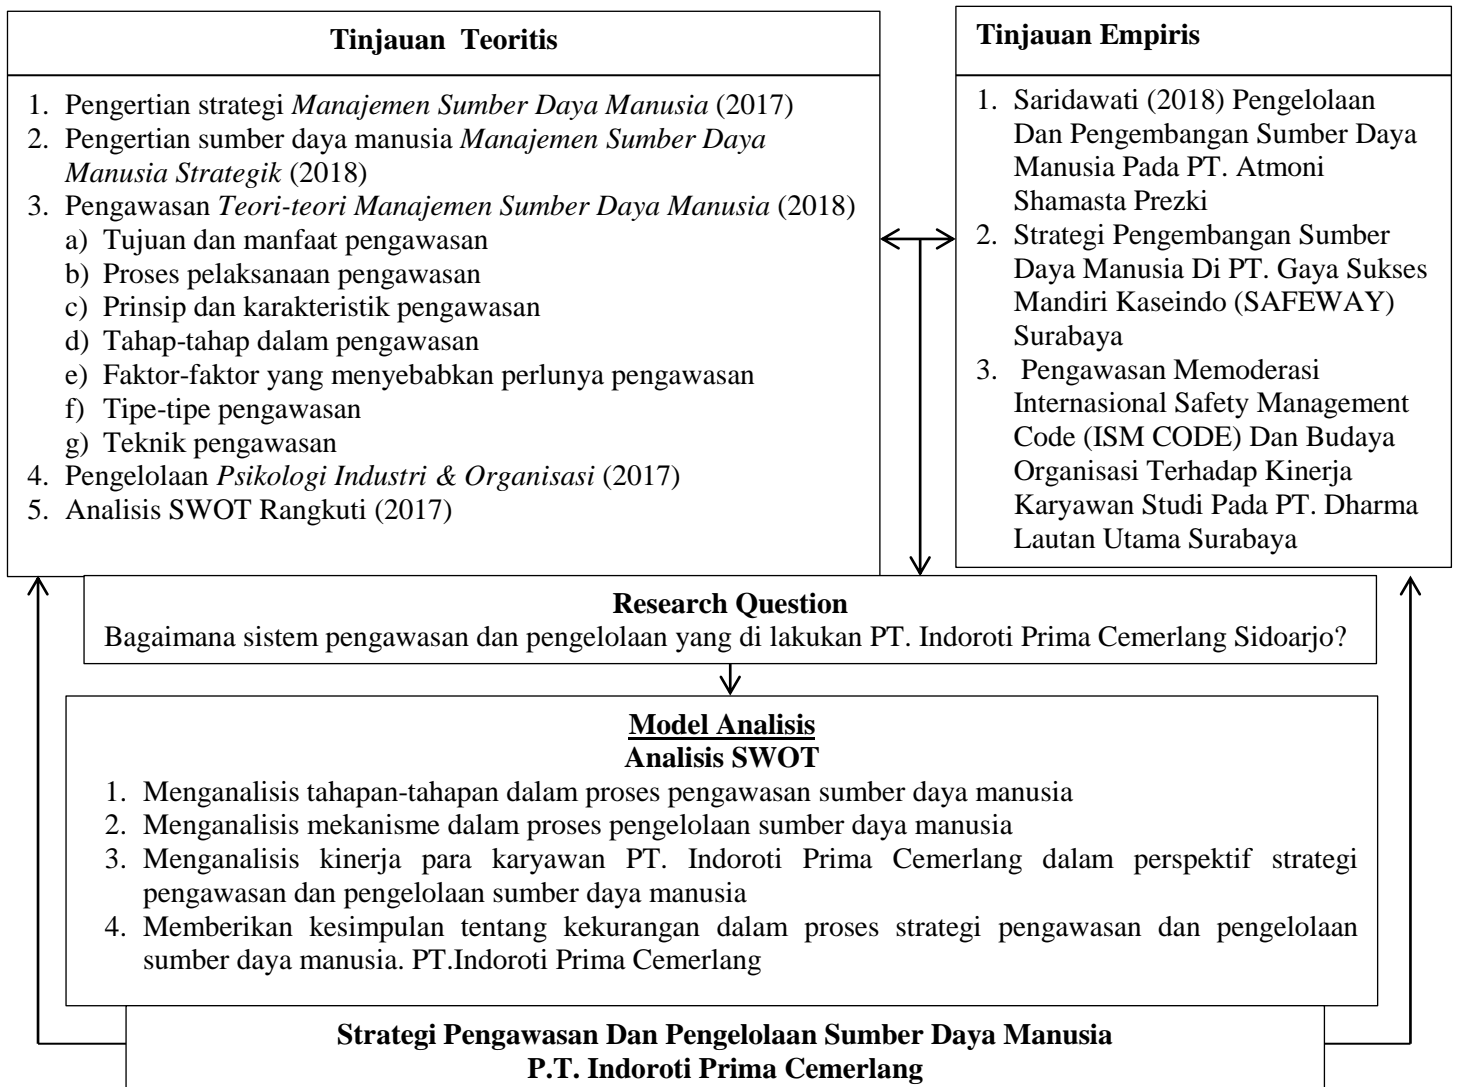 Tinjauan Teoritis
1. Pengertian strategi Manajemen Sumber Daya Manusia (2017)
2. Pengertian sumber daya manusia Manajemen Sumber Daya
Manusia Strategik (2018)
3. Pengawasan Teori-teori Manajemen Sumber Daya Manusia (2018)
a) Tujuan dan manfaat pengawasan
b) Proses pelaksanaan pengawasan
c) Prinsip dan karakteristik pengawasan
d) Tahap-tahap dalam pengawasan
e) Faktor-faktor yang menyebabkan perlunya pengawasan
f) Tipe-tipe pengawasan
g) Teknik pengawasan
4. Pengelolaan Psikologi Industri & Organisasi (2017)
5. Analisis SWOT Rangkuti (2017)
Tinjauan Empiris
1. Saridawati (2018) Pengelolaan
Dan Pengembangan Sumber Daya
Manusia Pada PT. Atmoni
Shamasta Prezki
2. Strategi Pengembangan Sumber
Daya Manusia Di PT. Gaya Sukses
Mandiri Kaseindo (SAFEWAY)
Surabaya
3. Pengawasan Memoderasi
Internasional Safety Management
Code (ISM CODE) Dan Budaya
Organisasi Terhadap Kinerja
Karyawan Studi Pada PT. Dharma
Lautan Utama Surabaya
Research Question
Bagaimana sistem pengawasan dan pengelolaan yang di lakukan PT. Indoroti Prima Cemerlang Sidoarjo?
Model Analisis
Analisis SWOT
1. Menganalisis tahapan-tahapan dalam proses pengawasan sumber daya manusia
2. Menganalisis mekanisme dalam proses pengelolaan sumber daya manusia
3. Menganalisis kinerja para karyawan PT. Indoroti Prima Cemerlang dalam perspektif strategi
pengawasan dan pengelolaan sumber daya manusia
4. Memberikan kesimpulan tentang kekurangan dalam proses strategi pengawasan dan pengelolaan
sumber daya manusia. PT.Indoroti Prima Cemerlang
Strategi Pengawasan Dan Pengelolaan Sumber Daya Manusia
P.T. Indoroti Prima Cemerlang